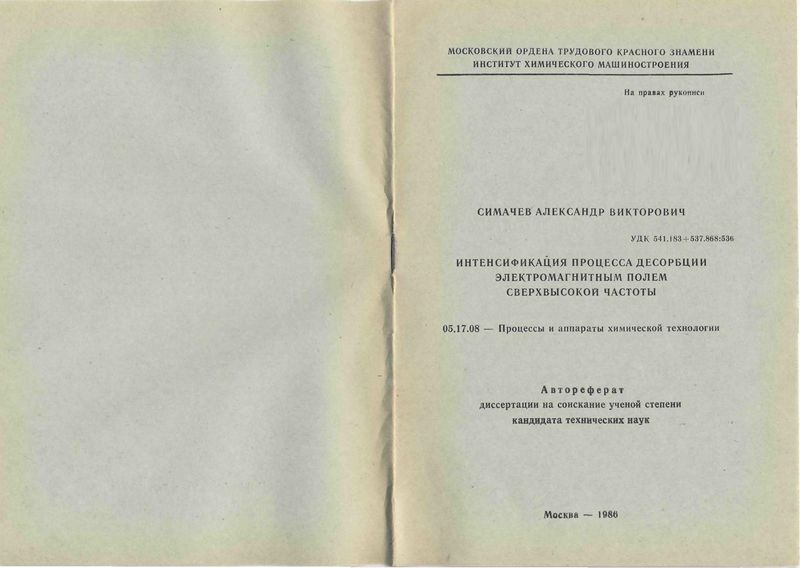 МОСКОВСКИЙ ОРДЕНА ТРУДОВОГО КРАСНОГО ЗНАМЕНИ
ИНСТИТУТ ХИМИЧЕСКОГО МАШИНОСТРОЕНИЯ
На правах рукописи
СИМАЧЕВ АЛЕКСАНДР ВИКТОРОВИЧ
УДК 541.183+537.868:536
ИНТЕНСИФИКАЦИЯ ПРОЦЕССА ДЕСОРБЦИИ
ЭЛЕКТРОМАГНИТНЫМ ПОЛЕМ
СВЕРХВЫСОКОЙ ЧАСТОТЫ
05.17.08 — Процессы и аппараты химической технологии
Автореферат
диссертации на соискание ученой степени
кандидата технических наук
Москва — 1986